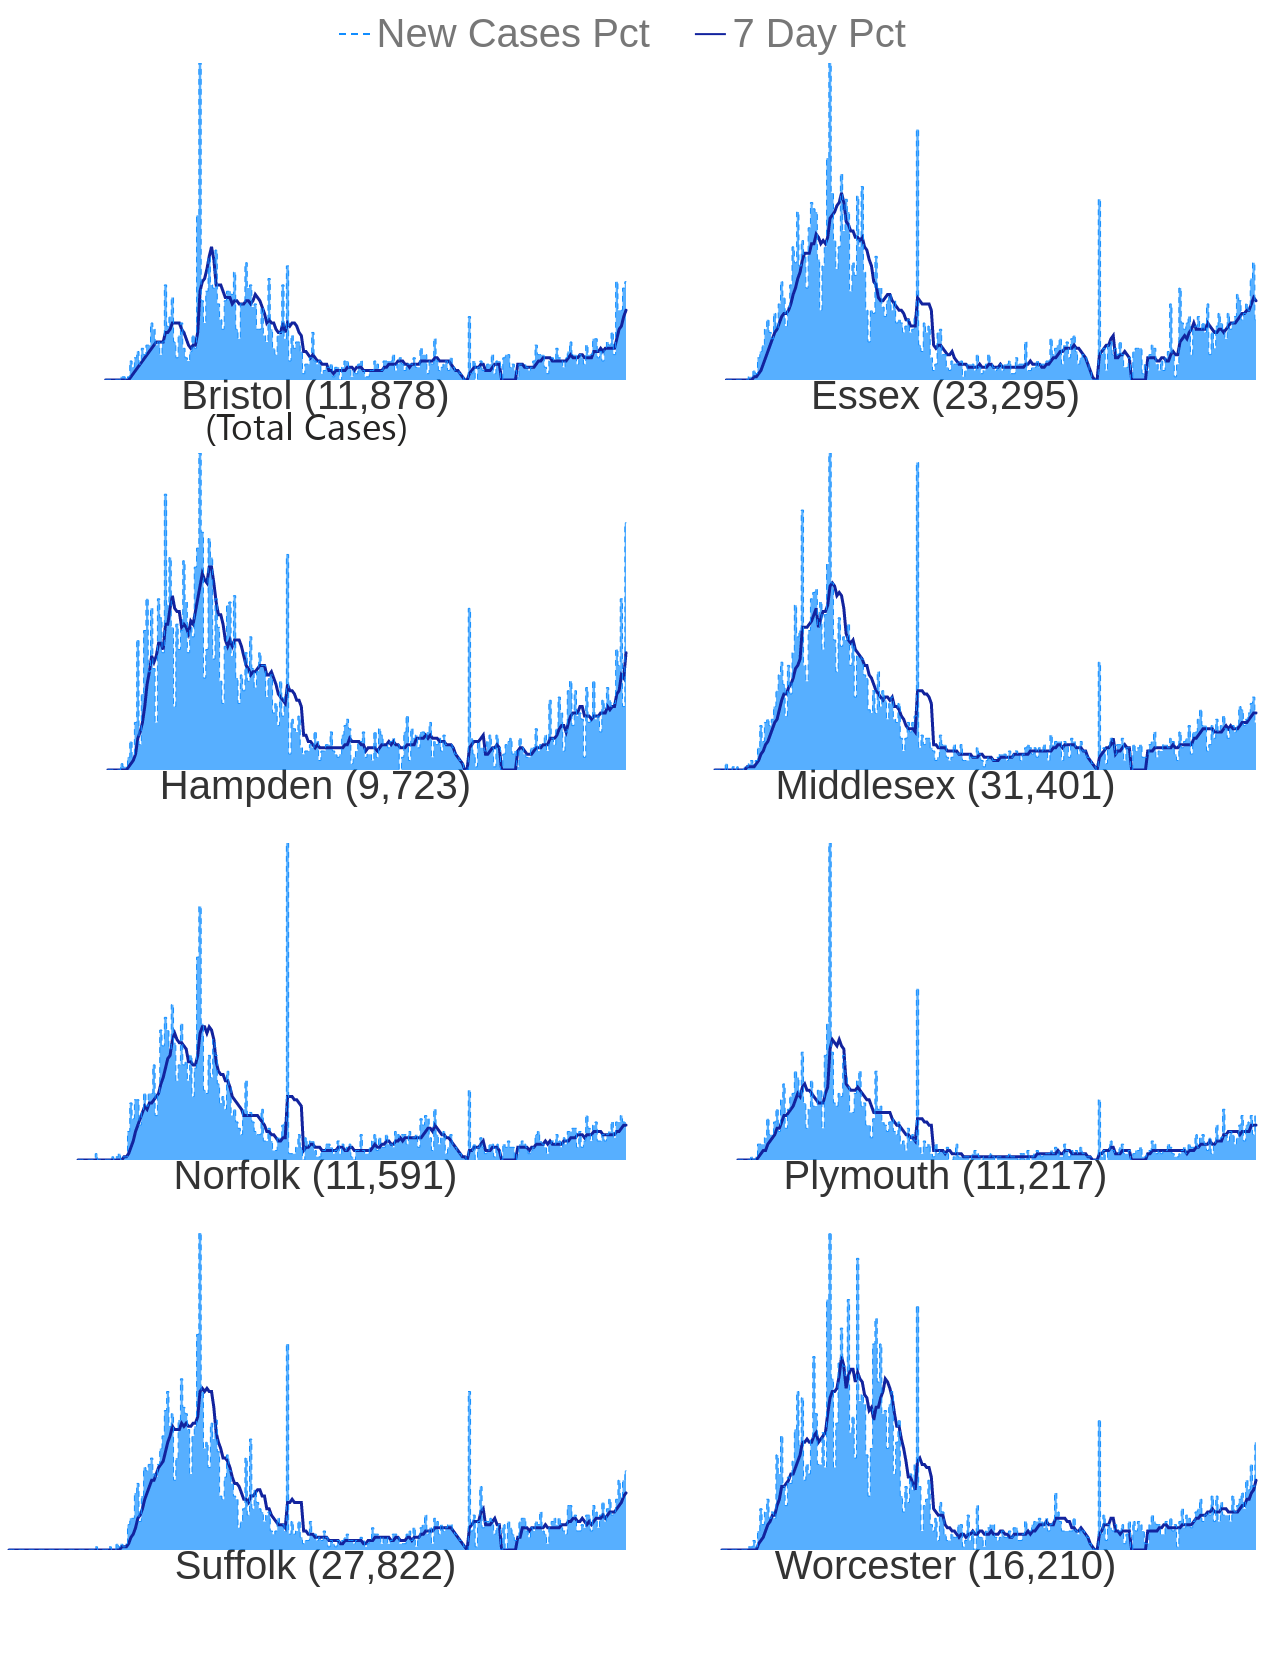 New Cases Pct 7 Day Pct
Bristol (11,878) Essex (23,295)
(Total Cases)
Hampden (9,723) Middlesex (31,401)
Norfolk (11,591) Plymouth (11,217)
Suffolk (27,822) Worcester (16,210)